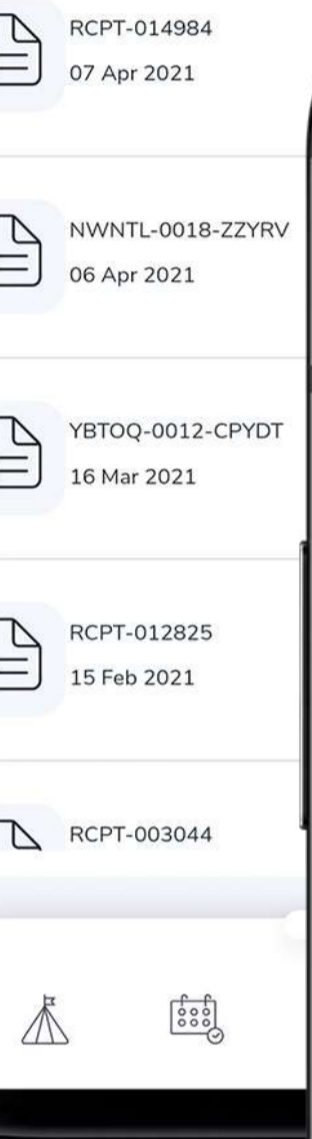 RCPT-014984
07 Apr 2021
NWNTL-0018-ZZYRV
06 Apr 2021
YBTOQ-0012-CPYDT
16 Mar 2021
RCPT-012825
15 Feb 2021
RCPT-003044